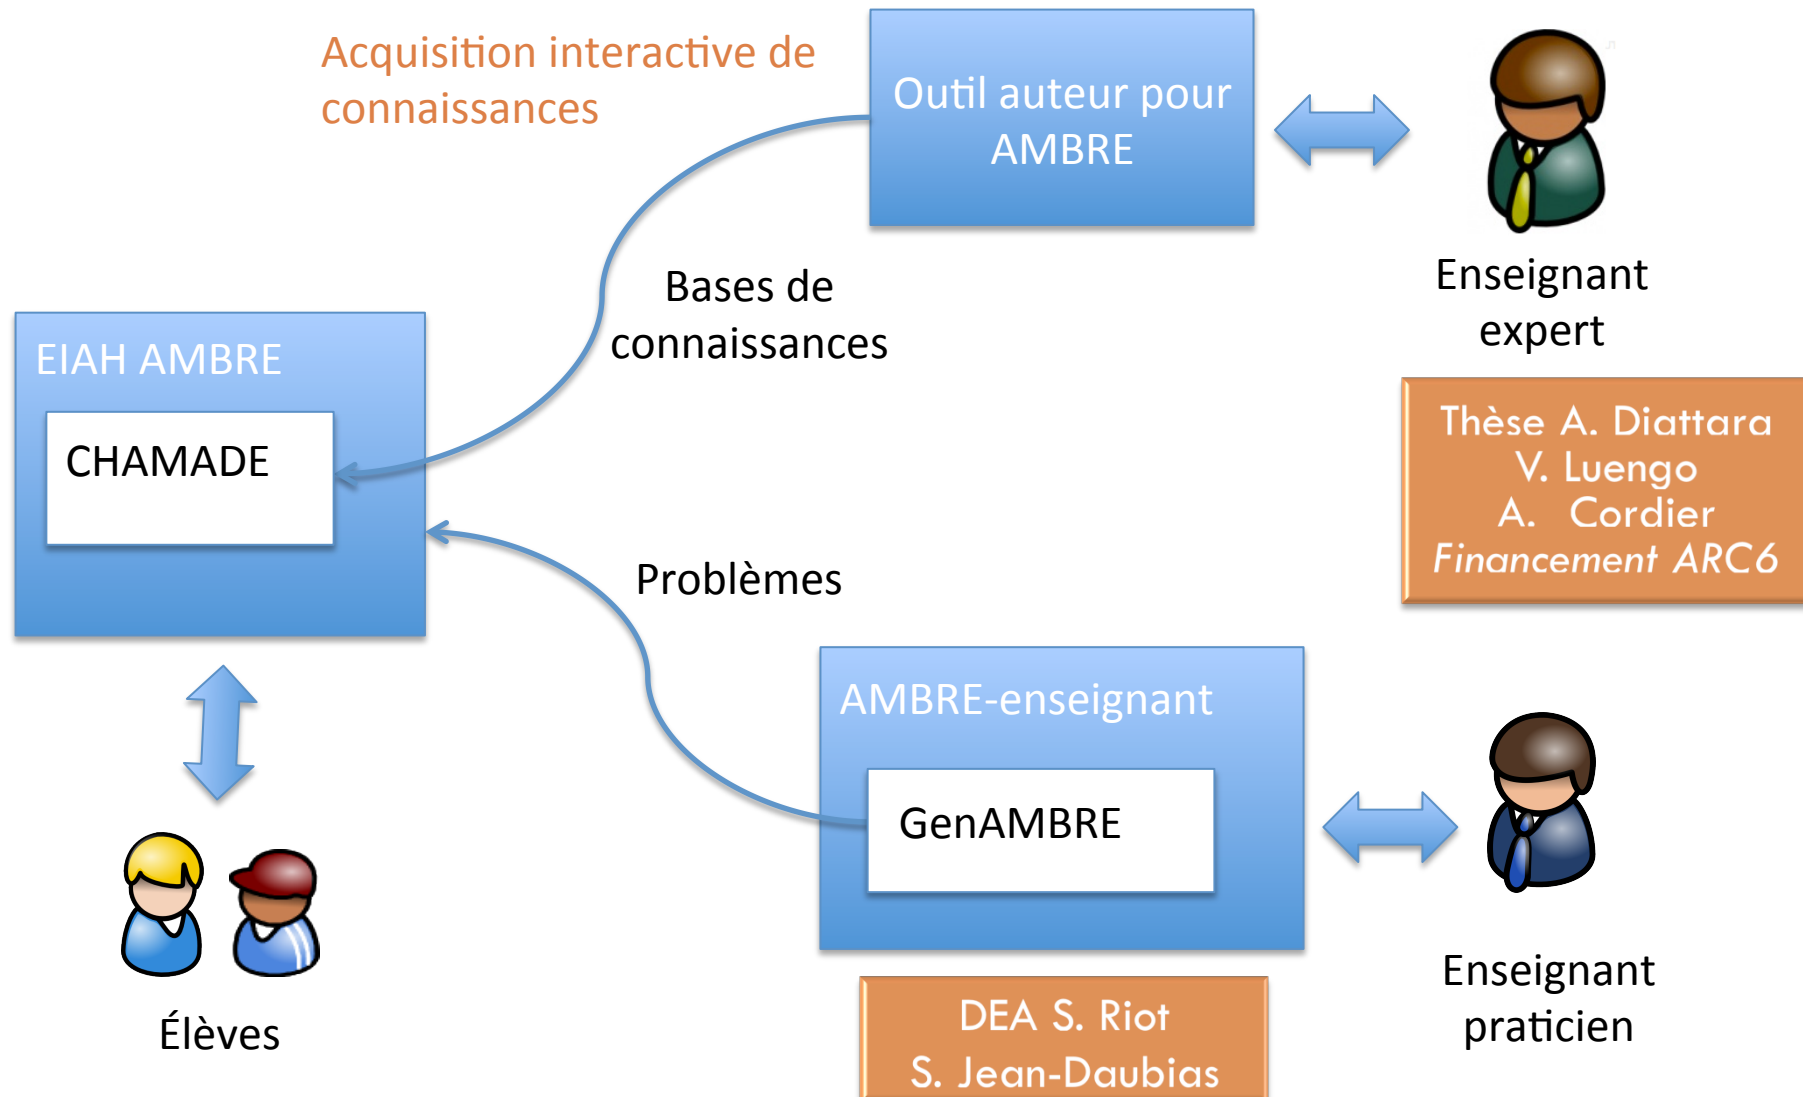 Acquisition interactive de
connaissances
Outil auteur pour
AMBRE
Enseignant
expert
Bases de
connaissances
EIAH AMBRE
CHAMADE
Thèse A. Diattara
V. Luengo
A. Cordier
Financement ARC6
Problèmes
AMBRE-enseignant
GenAMBRE
Élèves
Enseignant
praticien
DEA S. Riot
S. Jean-Daubias